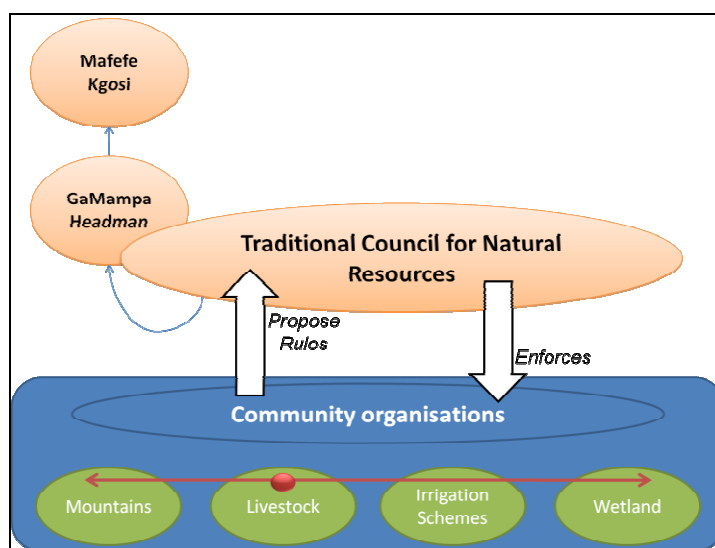 Mafefe
Kgosi
GaMampa
Headman
Traditional Council for Natural
Resources
Propose
Rulos
Enforces
Community organisations
Mountains
Livestock
Irrigation
Schemes
Wetland